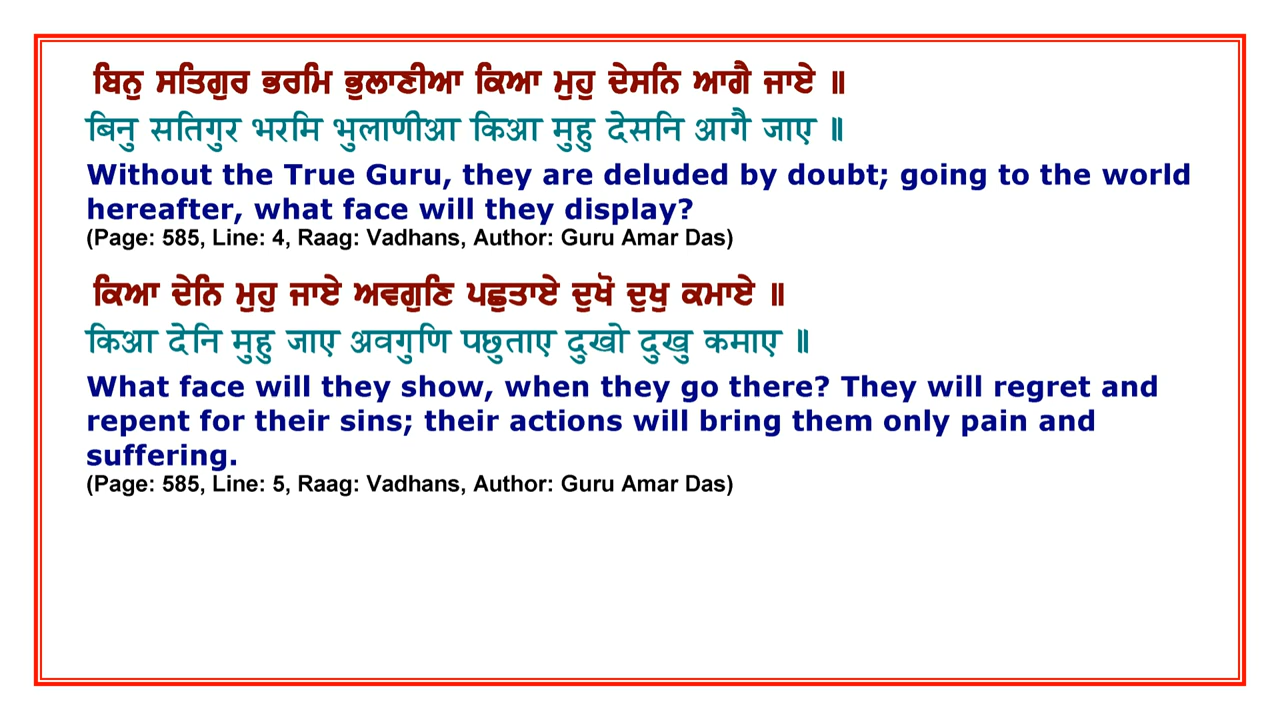 ਬਿਨੁ ਸਤਿਗੁਰ ਭਰਮਿ ਭੁਲਾਣੀਆ ਕਿਆ ਮੁਹੁ ਦੇਸਨਿ ਆਗੈ ਜਾਏ ॥
बिनु सतिगुर भरमि भुलाणीआ किआ मुहु देसनि आगै जाए ॥
Without the True Guru, they are deluded by doubt; going to the world
hereafter, what face will they display?
(Page: 585, Line: 4, Raag: Vadhans, Author: Guru Amar Das)
ਕਿਆ ਦੇਨਿ ਮੁਹੁ ਜਾਏ ਅਵਗੁਣਿ ਪਛੁਤਾਏ ਦੁਖੋ ਦੁਖੁ ਕਮਾਏ ॥
किआ देनि मुहु जाए अवगुणि पछुताए दुखो दुखु कमाए ॥
What face will they show, when they go there? They will regret and
repent for their sins; their actions will bring them only pain and
suffering.
(Page: 585, Line: 5, Raag: Vadhans, Author: Guru Amar Das)